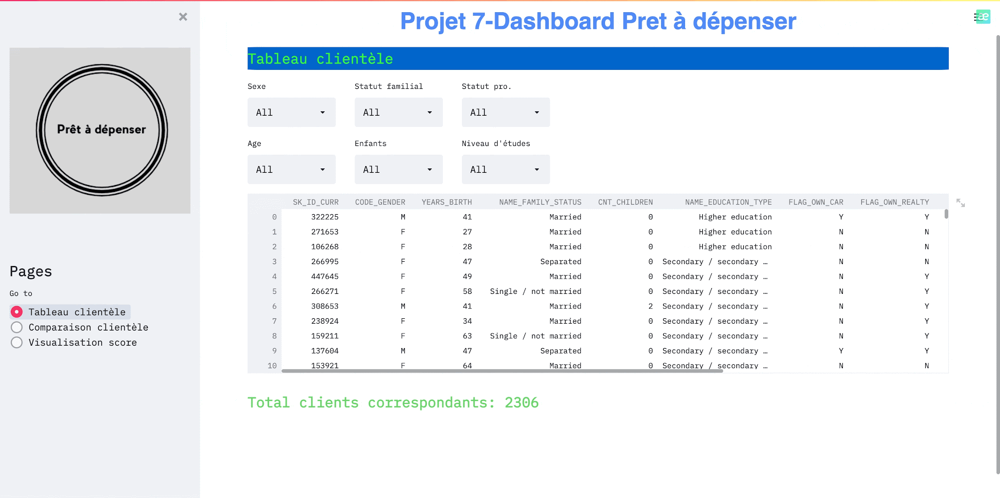 Projet 7-Dashboard Pret à dépenser
æ
Prêt à dépenser
Pages
Go to
Tableau clientèle
Comparaison clientèle
Visualisation score
Tableau clientèle
Sexe Statut familial Statut pro.
All All All
Age Enfants Niveau d'études
All All All
SK_ID_CURR CODE_GENDER YEARS_BIRTH NAME_FAMILY_STATUS CNT_CHILDREN NAME_EDUCATION_TYPE FLAG_OWN_CAR FLAG_OWN_REALTY
0 322225 M 41 Married 0 Higher education Y Y
1 271653 F 27 Married 0 Higher education N N
2 106268 F 28 Married 0 Higher education N N
3 266995 F 47 Separated 0 Secondary / secondary … N N
4 447645 F 49 Married 0 Secondary / secondary … N Y
5 266271 F 58 Single / not married 0 Secondary / secondary … N Y
6 308653 M 41 Married 2 Secondary / secondary … N Y
7 238924 F 34 Married 0 Secondary / secondary … N Y
8 159211 F 63 Single / not married 0 Secondary / secondary … N Y
9 137604 M 47 Separated 0 Secondary / secondary … Y Y
10 153921 F 64 Married 0 Secondary / secondary … N N
Total clients correspondants: 2306